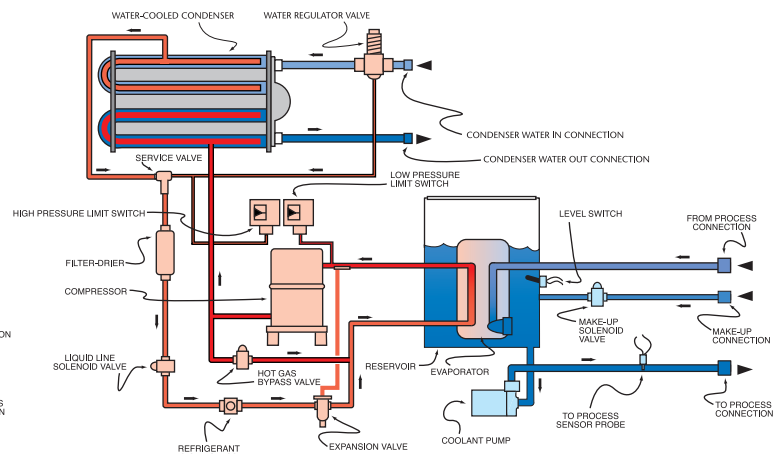 WATER-COOLED CONDENSER
WATER REGULATOR VALVE
CONDENSER WATER IN CONNECTION
CONDENSER WATER OUT CONNECTION
SERVICE VALVE
LOW PRESSURE
LIMIT SWITCH
HIGH PRESSURE LIMIT SWITCH
LEVEL SWITCH
FROM PROCESS
CONNECTION
FILTER-DRIER
COMPRESSOR
MAKE-UP
SOLENOID
VALVE
MAKE-UP
CONNECTION
ON
LIQUID LINE
SOLENOID VALVE
HOT GAS
BYPASS VALVE
RESERVOIR
EVAPORATOR
S
ON
REFRIGERANT
EXPANSION VALVE
COOLANT PUMP
TO PROCESS
SENSOR PROBE
TO PROCESS
CONNECTION